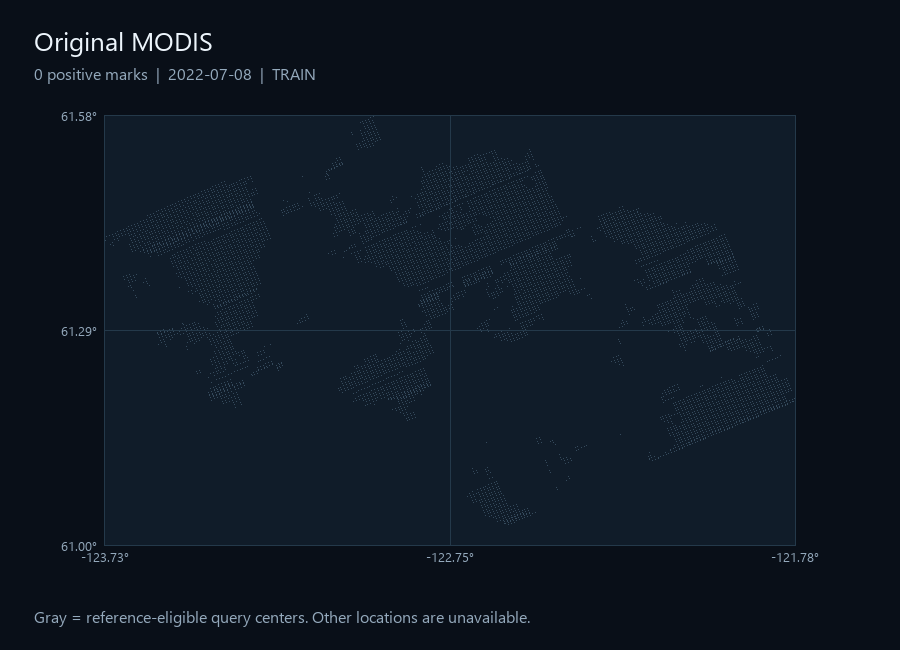 Original MODIS
0 positive marks | 2022-07-08 | TRAIN
61.58°
61.29°
61.00°
-123.73°
-122.75°
-121.78°
Gray = reference-eligible query centers. Other locations are unavailable.